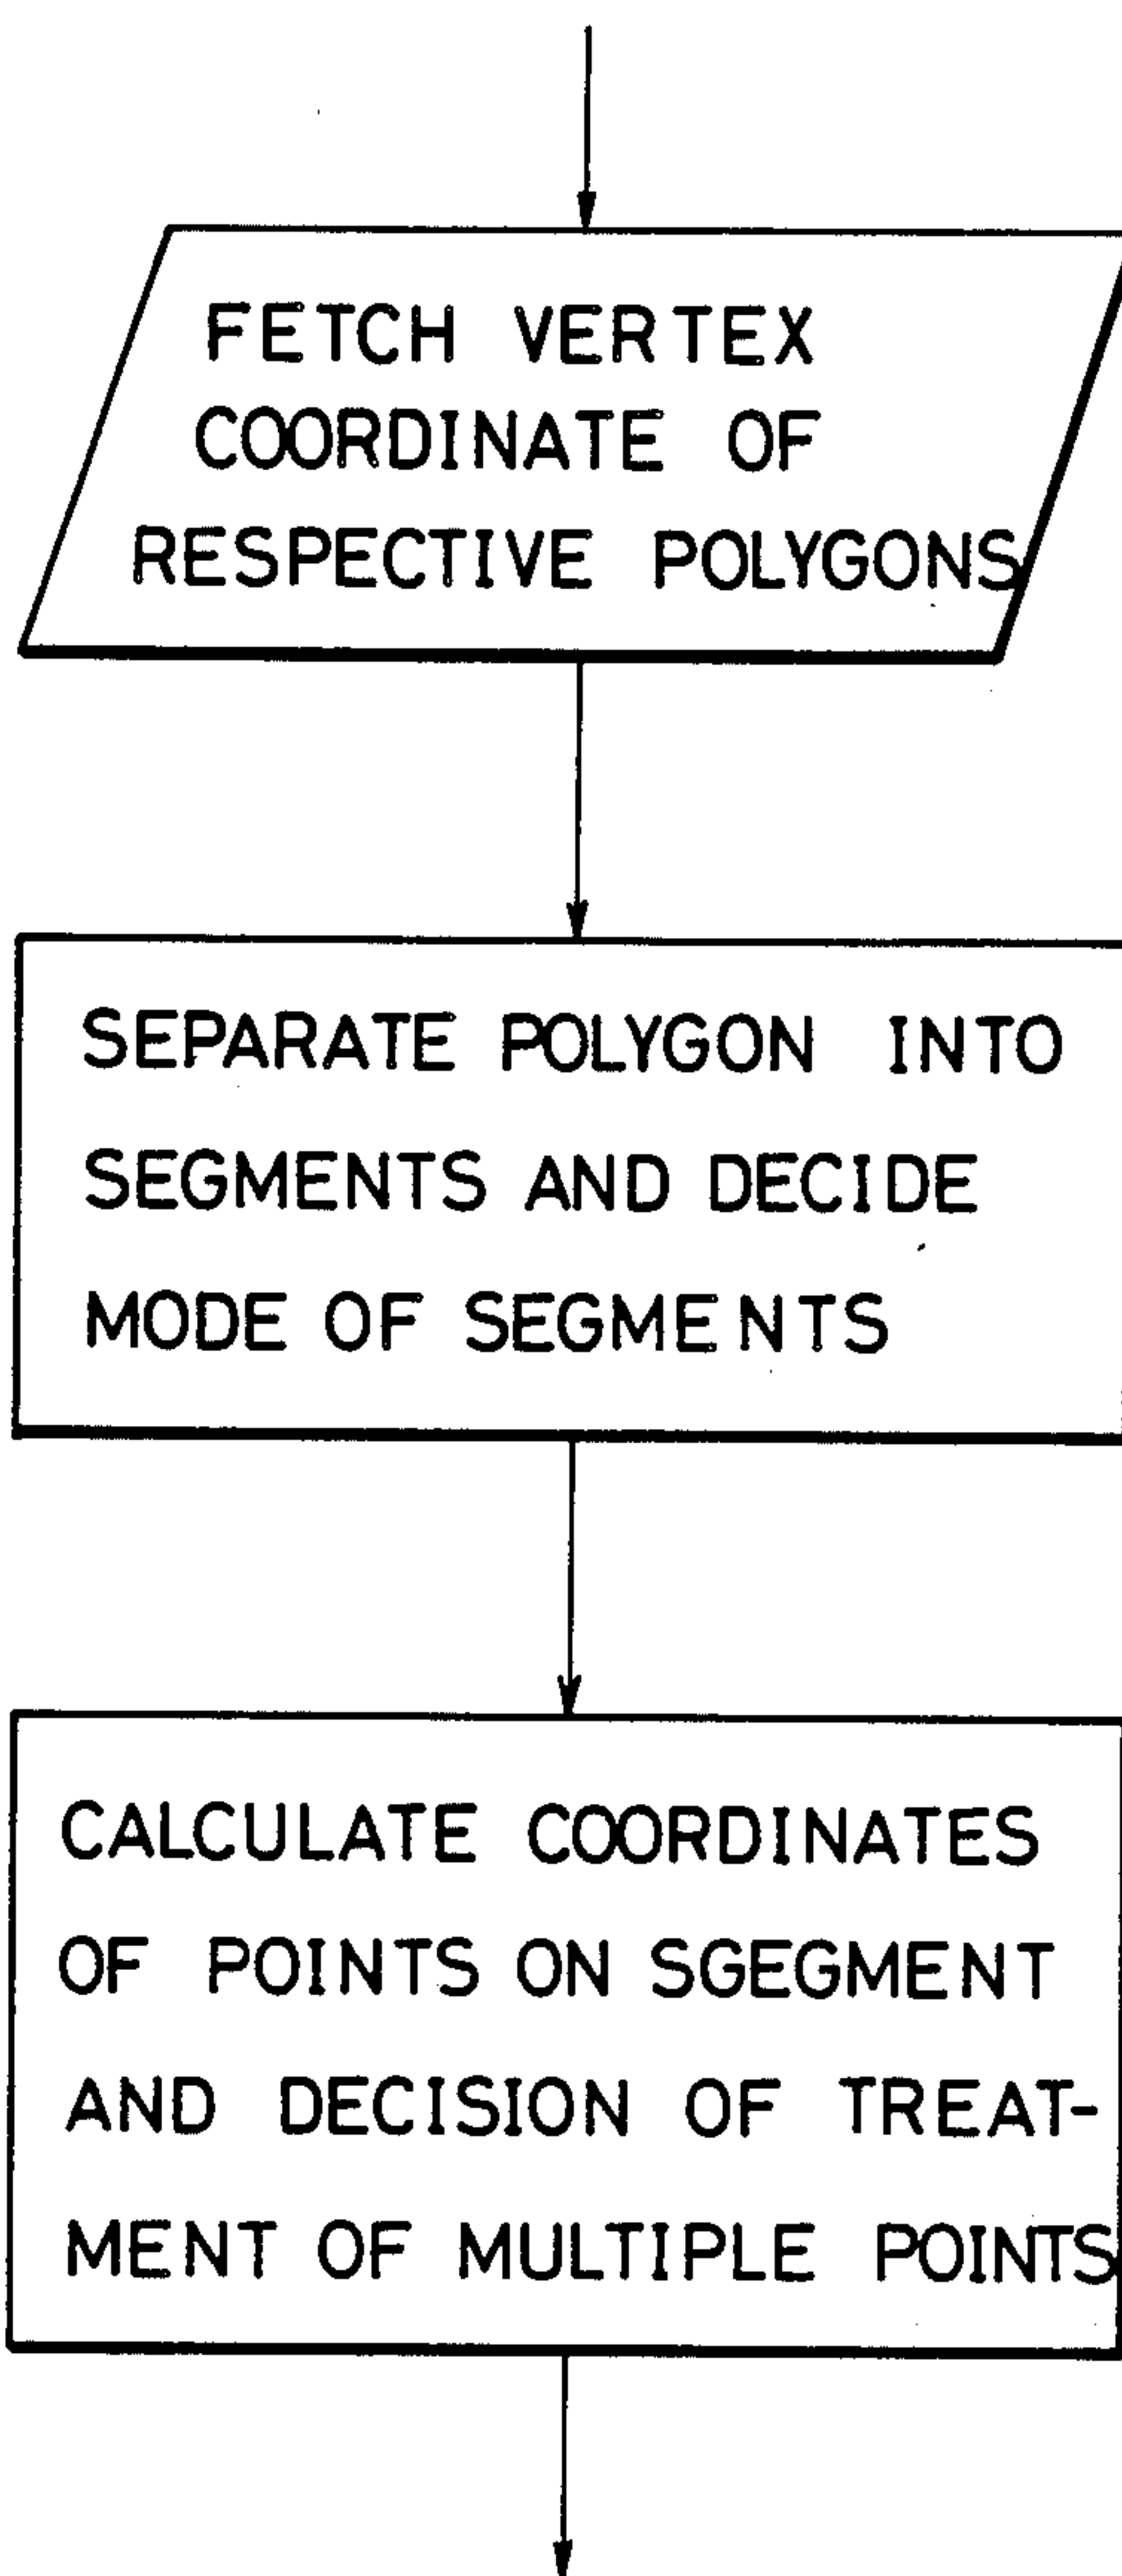 FETCH VERTEX
COORDINATE OF
RESPECTIVE POLYGONS
SEPARATE POLYGON INTO
SEGMENTS AND DECIDE
MODE OF SEGMENTS
CALCULATE COORDINATES
OF POINTS ON SGEGMENT
AND DECISION OF TREAT-
MENT OF MULTIPLE POINTS